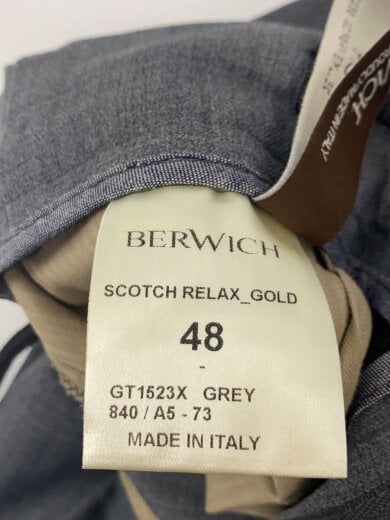 BERWICH
SCOTCH RELAX_GOLD
48
-
GT1523X GREY
840 / A5 - 73
MADE IN ITALY